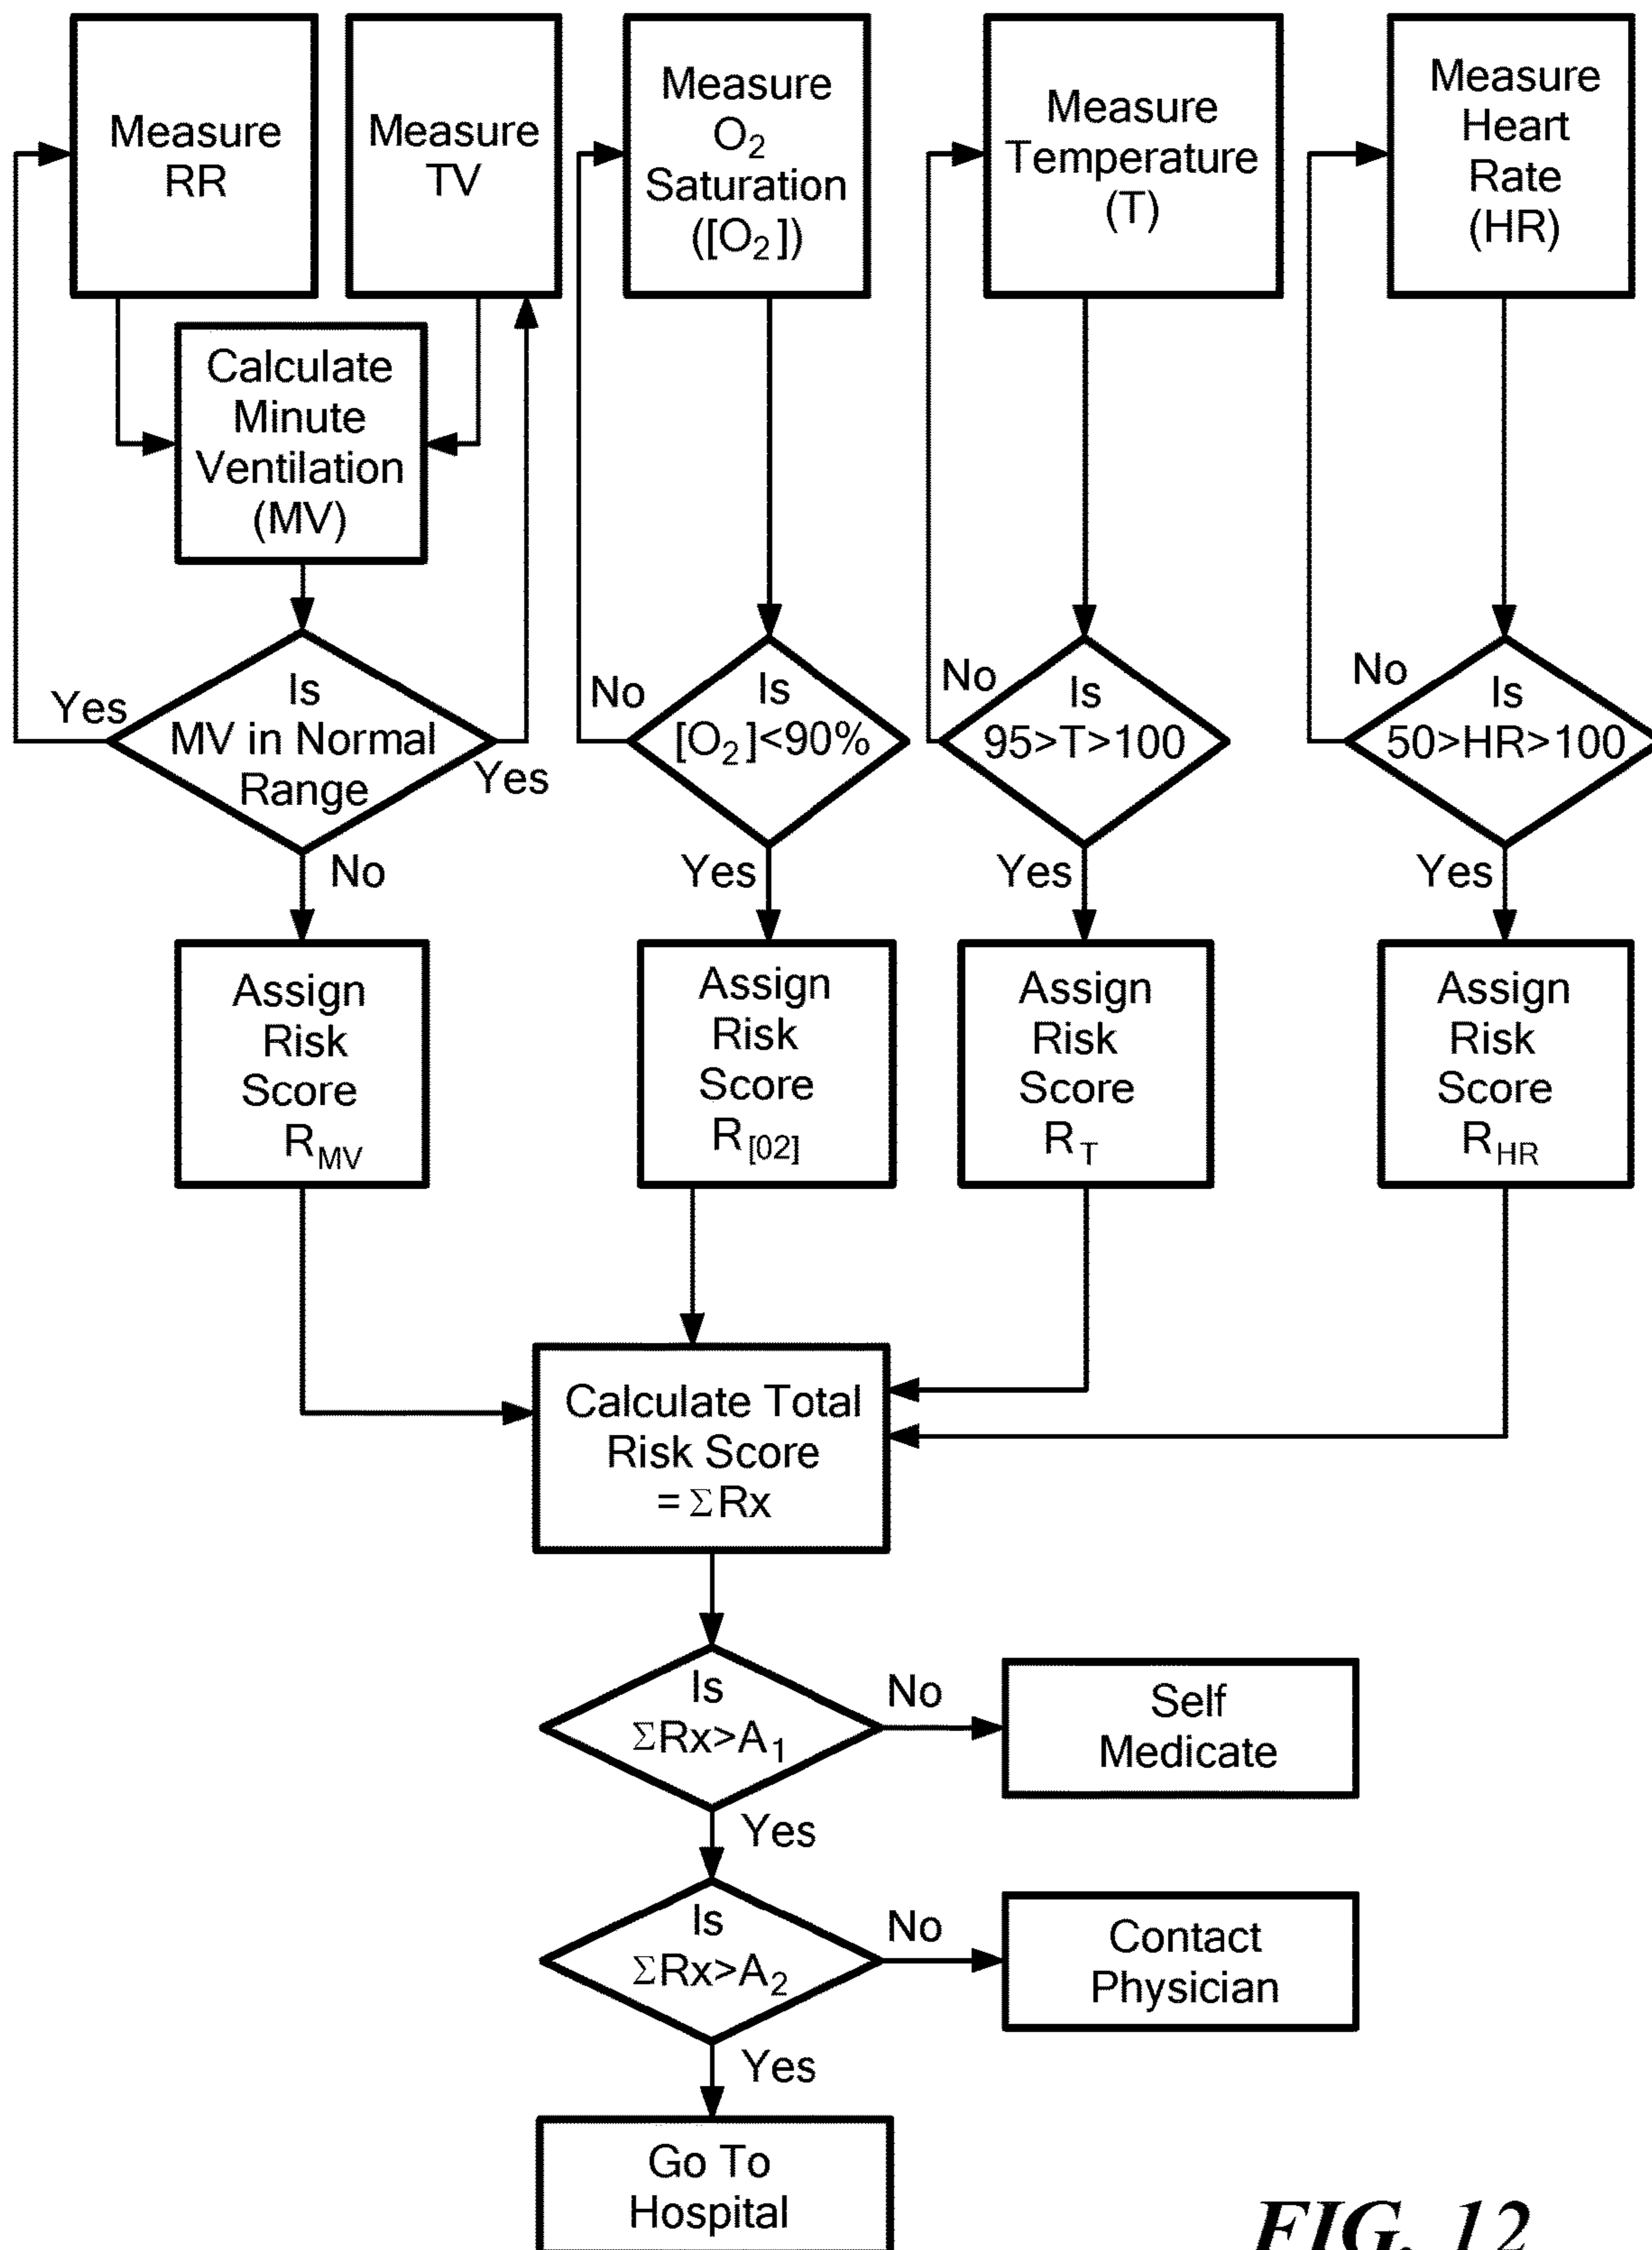 Measure
RR
Measure
TV
Measure
O2
Saturation
([O2])
Measure
Temperature
(T)
Measure
Heart
Rate
(HR)
Calculate
Minute
Ventilation
(MV)
Yes
Is
MV in Normal
Range
Yes
No
No
Is
[O2]<90%
Yes
No
Is
95>T>100
Yes
No
Is
50>HR>100
Yes
Assign
Risk
Score
RMV
Assign
Risk
Score
R[02]
Assign
Risk
Score
RT
Assign
Risk
Score
RHR
Calculate Total
Risk Score
= ΣRx
Is
ΣRx>A1
No
Self
Medicate
Yes
Is
ΣRx>A2
No
Contact
Physician
Yes
Go To
Hospital
FIG. 12